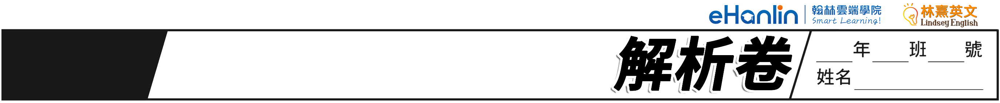 eHanlin 翰林雲端學院 林熹英文
Smart Learning! Lindsey English
解析卷
年 班 號
姓名